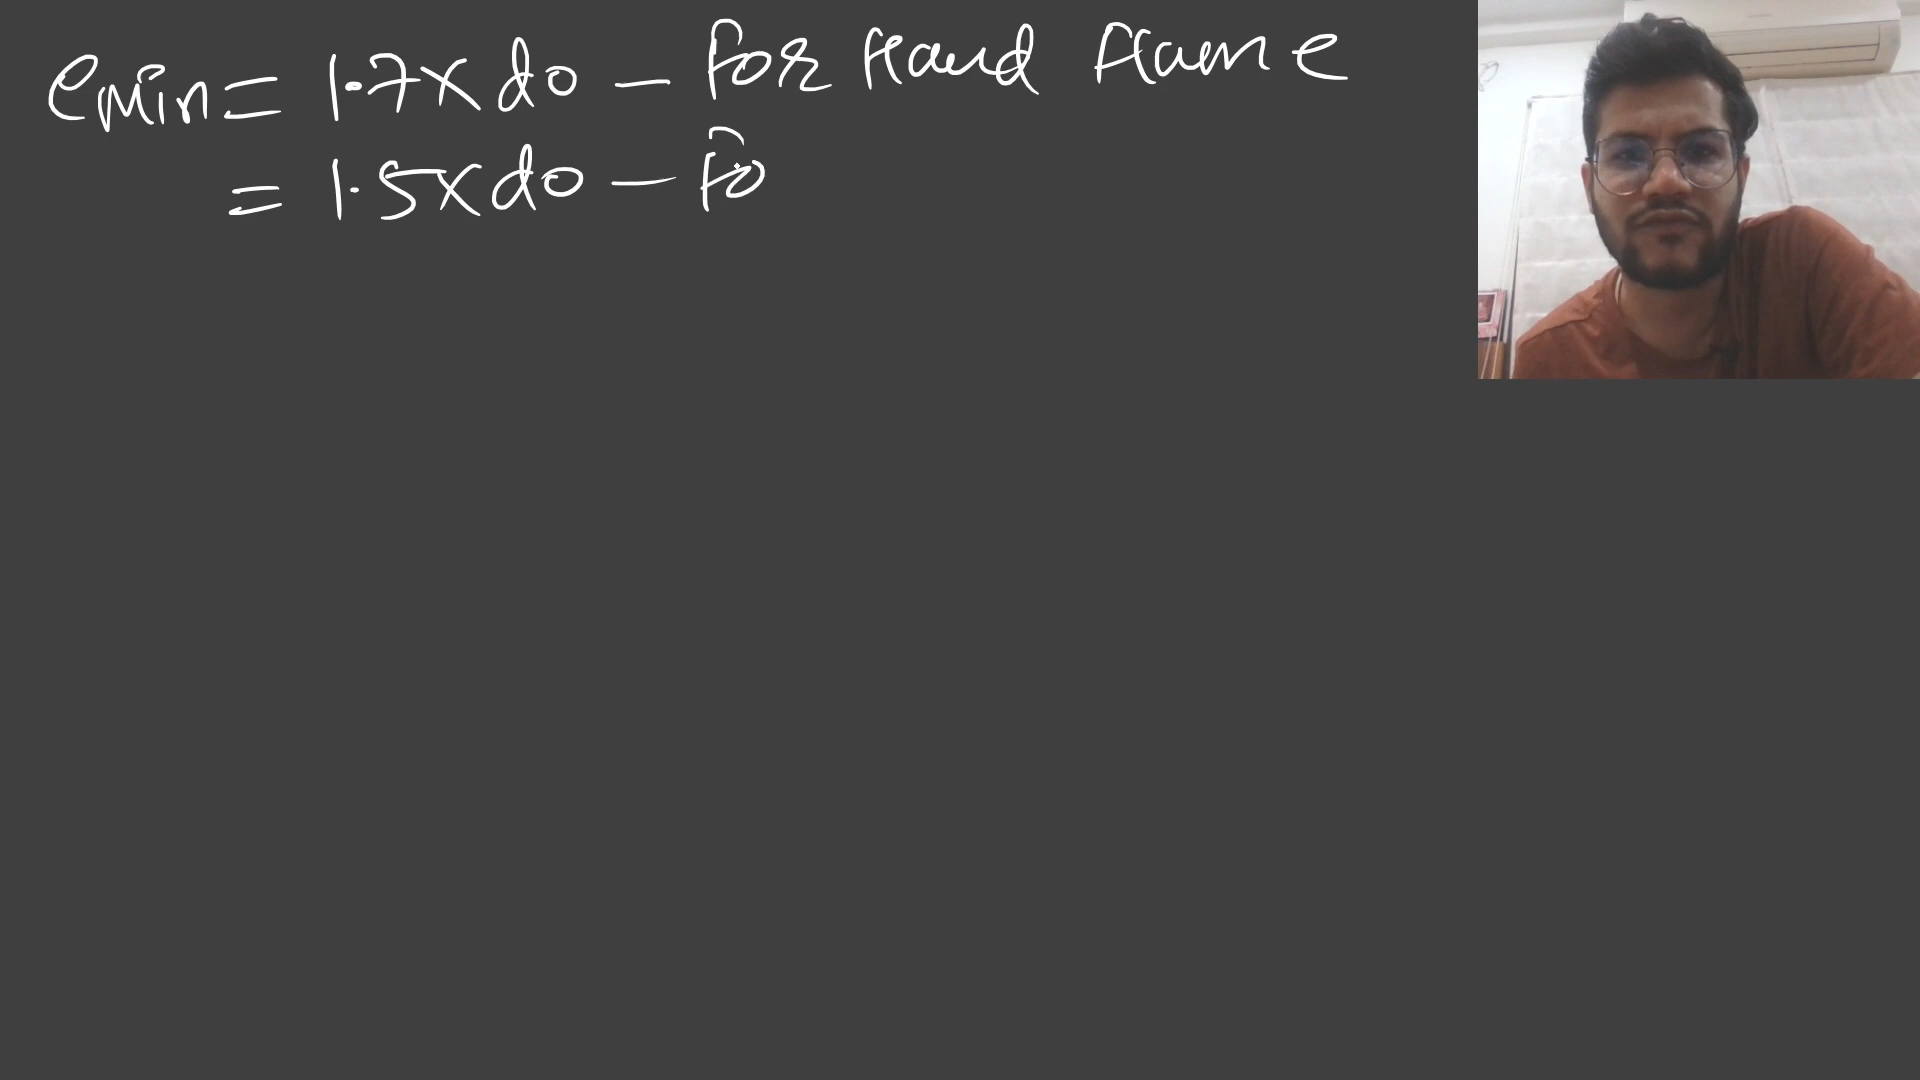 emin = 1.7 x do - For Hand flame
= 1.5 x do - Fo